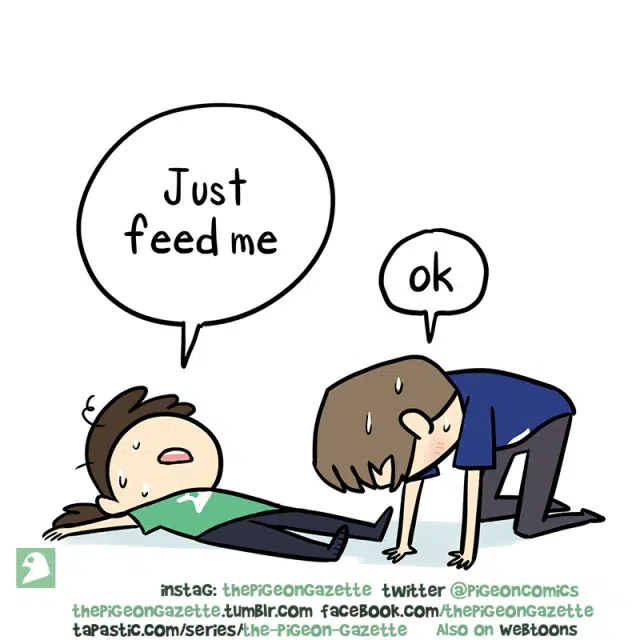 Just
feed me
ok
instaG: thepiGeonGazette twitter @piGeoncomics
thepiGeonGazette.tumBlr.com faceBook.com/thepiGeonGazette
tapastic.com/series/the-piGeon-Gazette Also on weBtoons